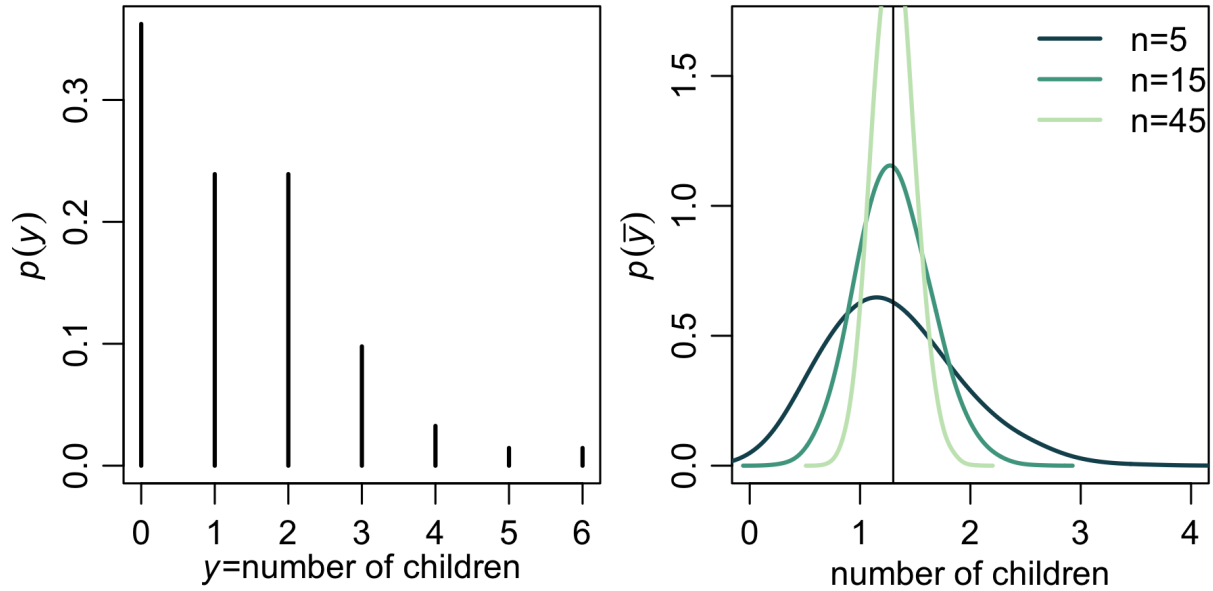 p(y)
0.3
0.2
0.1
0.0
0 1 2 3 4 5 6
y=number of children
p(ȳ)
1.5
1.0
0.5
0.0
n=5
n=15
n=45
0 1 2 3 4
number of children